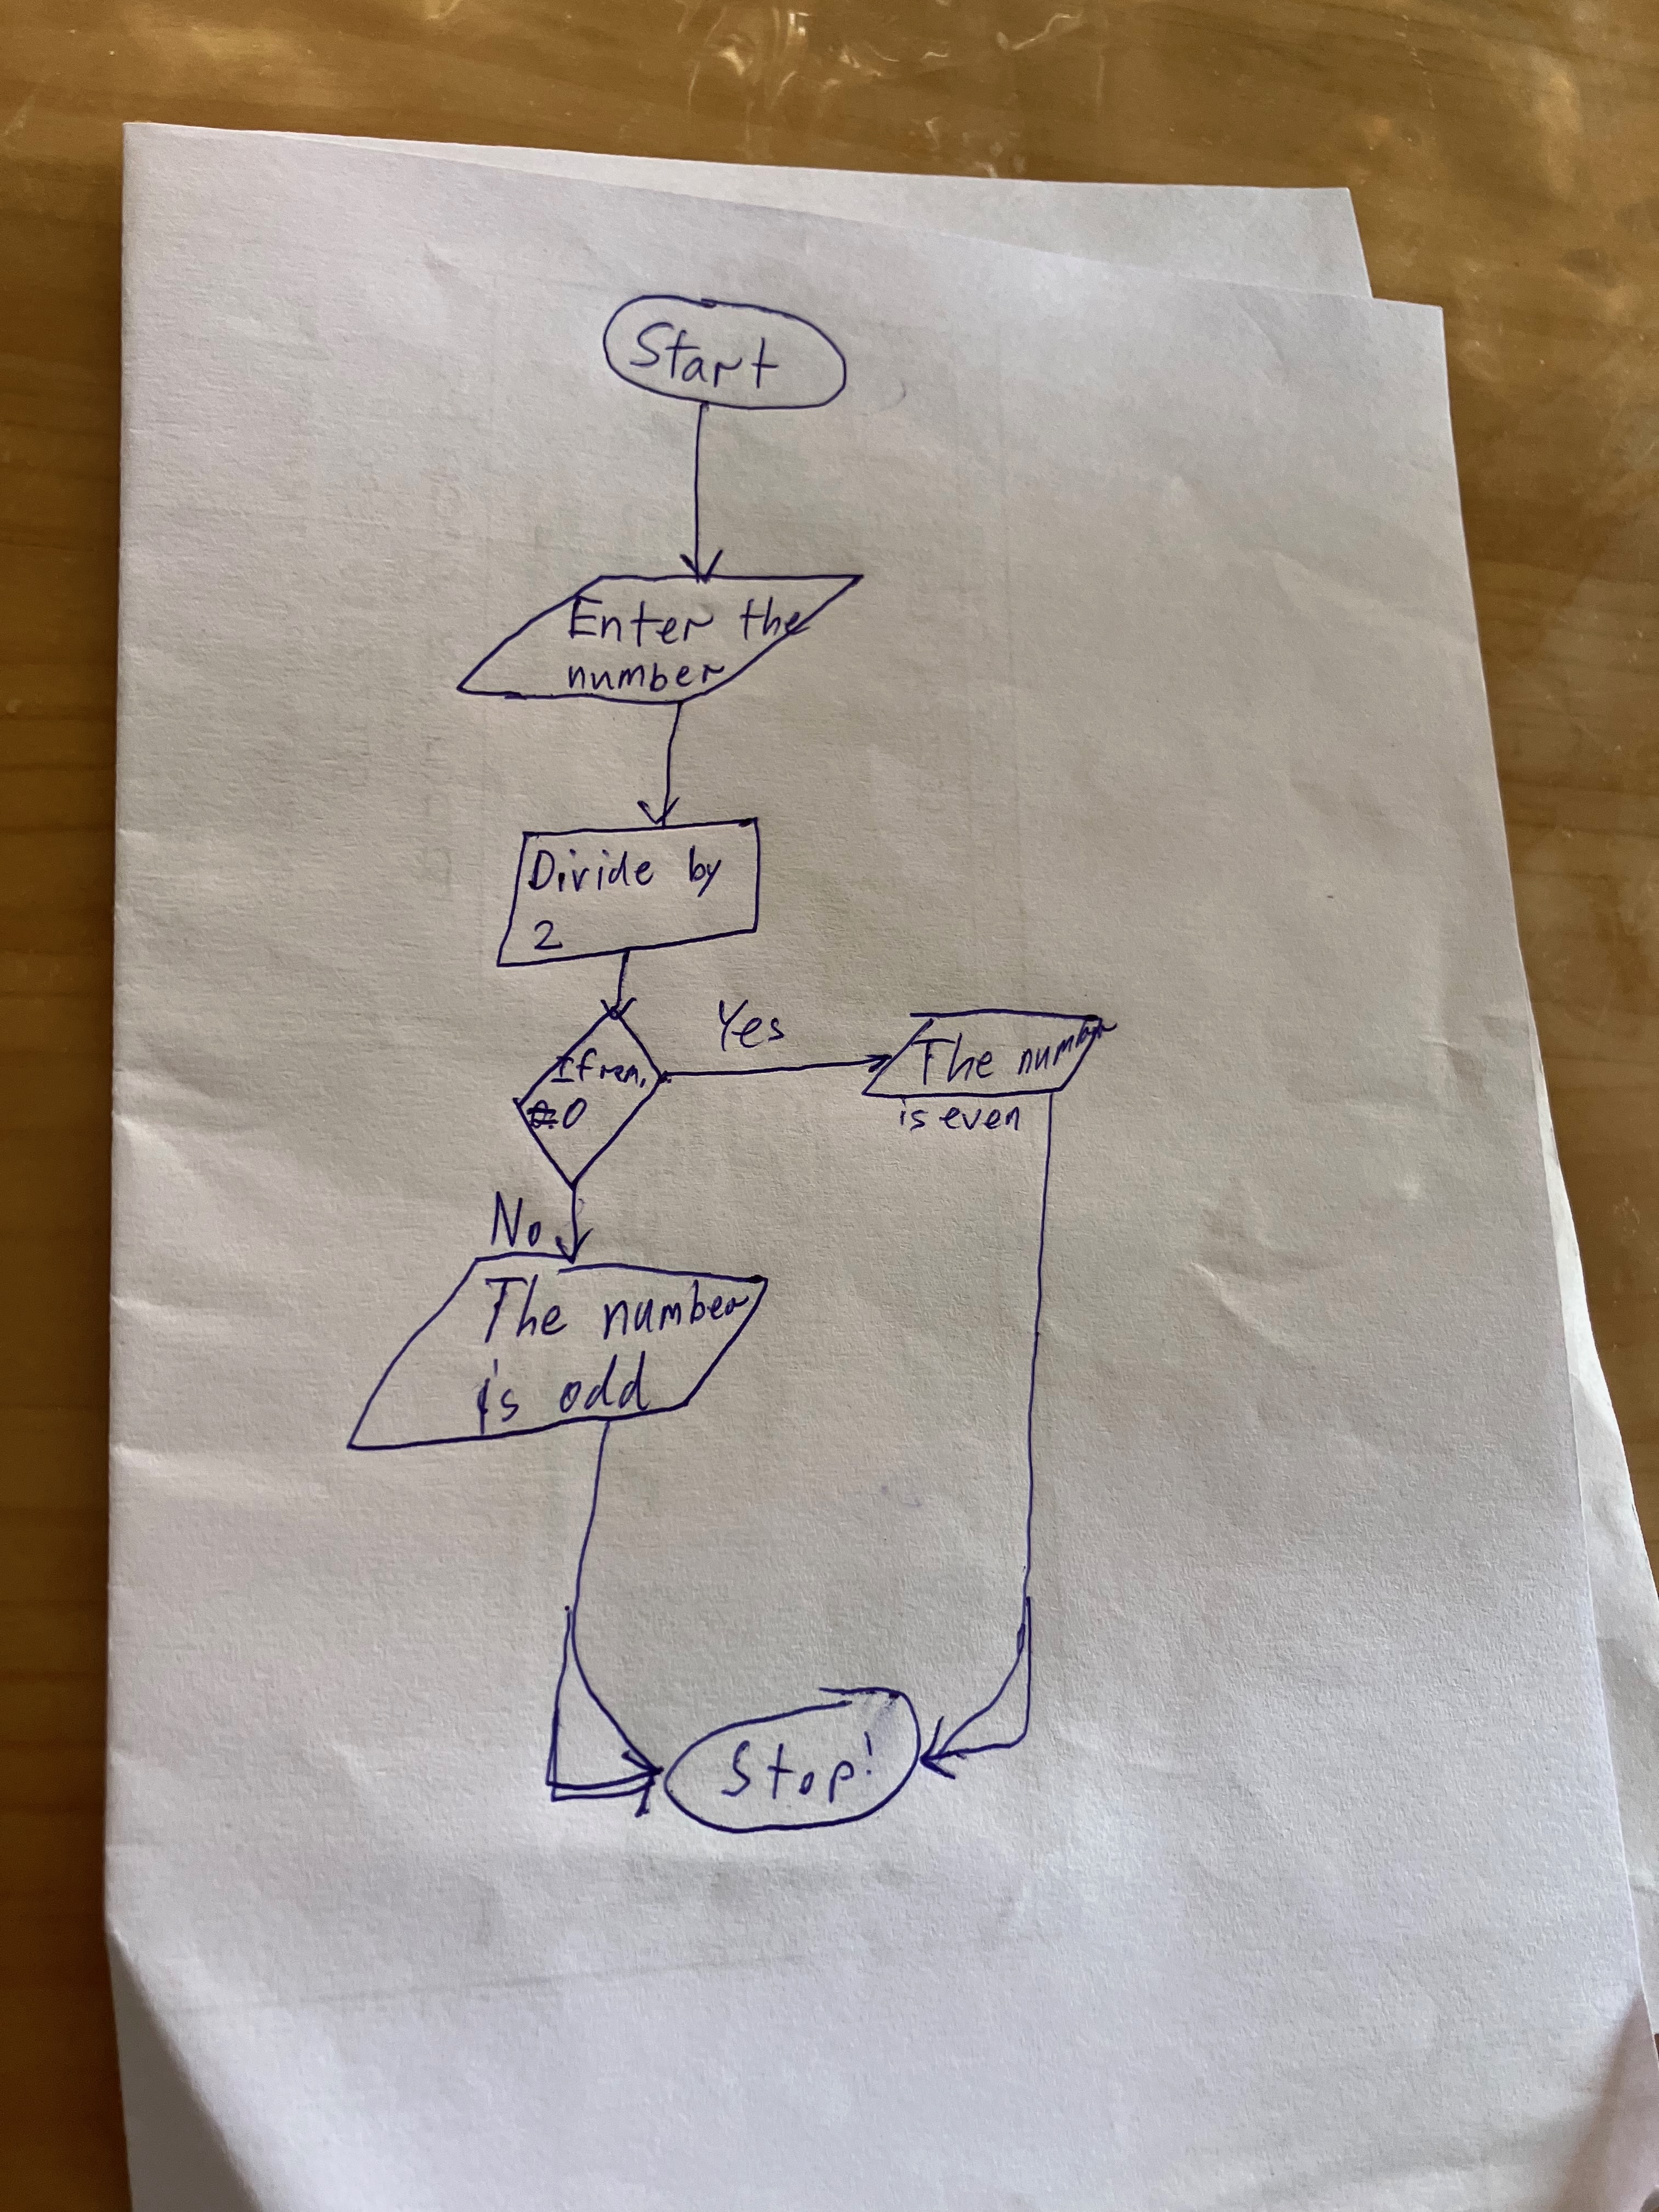 Start
Enter the
number
Divide by
2
If rem.
0
Yes
The number
is even
No
The number
is odd
Stop!